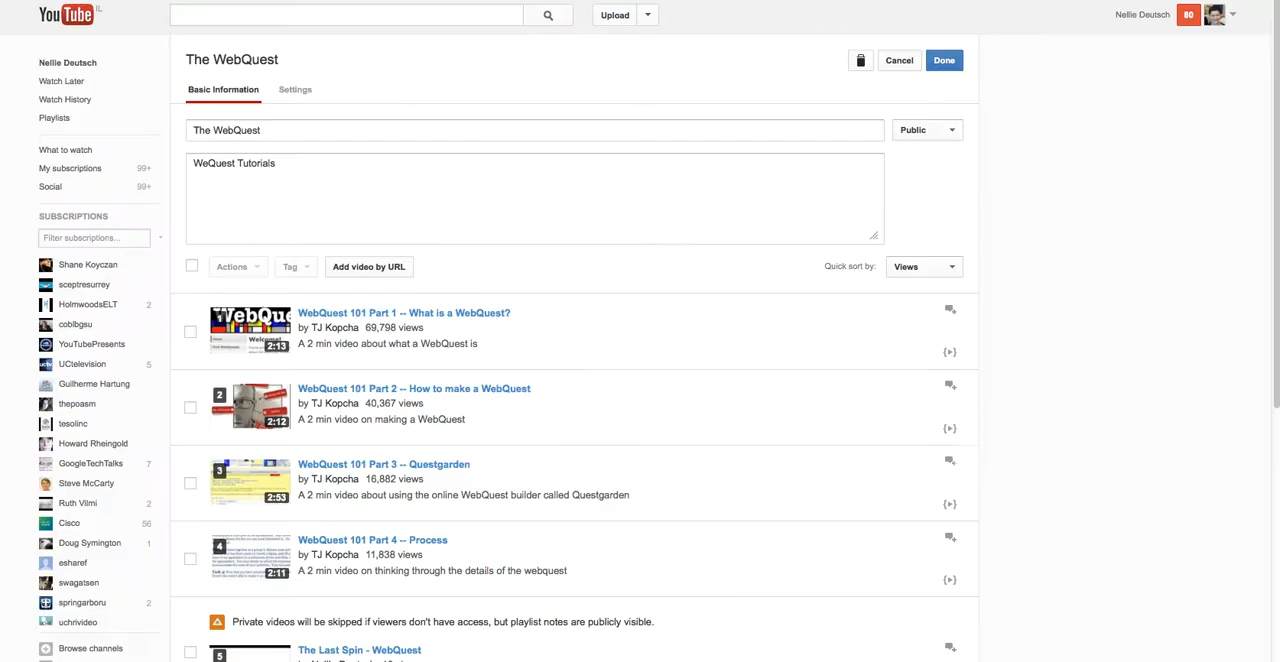 YouTube IL
Upload
Nellie Deutsch
80
Nellie Deutsch
Watch Later
Watch History
Playlists
What to watch
My subscriptions 99+
Social 99+
SUBSCRIPTIONS
Filter subscriptions...
Shane Koyczan
sceptresurrey
HolmwoodsELT 2
coblbgsu
YouTubePresents
UCtelevision 5
Guilherme Hartung
thepoasm
tesolinc
Howard Rheingold
GoogleTechTalks 7
Steve McCarty
Ruth Vilmi 2
Cisco 56
Doug Symington 1
esharef
swagatsen
springarboru 2
uchrivideo
Browse channels
The WebQuest
Cancel
Done
Basic Information
Settings
The WebQuest
Public
WeQuest Tutorials
Actions
Tag
Add video by URL
Quick sort by:
Views
1
WebQue
Welcome
2:13
WebQuest 101 Part 1 -- What is a WebQuest?
by TJ Kopcha 69,798 views
A 2 min video about what a WebQuest is
2
2:12
WebQuest 101 Part 2 -- How to make a WebQuest
by TJ Kopcha 40,367 views
A 2 min video on making a WebQuest
3
2:53
WebQuest 101 Part 3 -- Questgarden
by TJ Kopcha 16,882 views
A 2 min video about using the online WebQuest builder called Questgarden
4
2:11
WebQuest 101 Part 4 -- Process
by TJ Kopcha 11,838 views
A 2 min video on thinking through the details of the webquest
Private videos will be skipped if viewers don't have access, but playlist notes are publicly visible.
5
The Last Spin - WebQuest